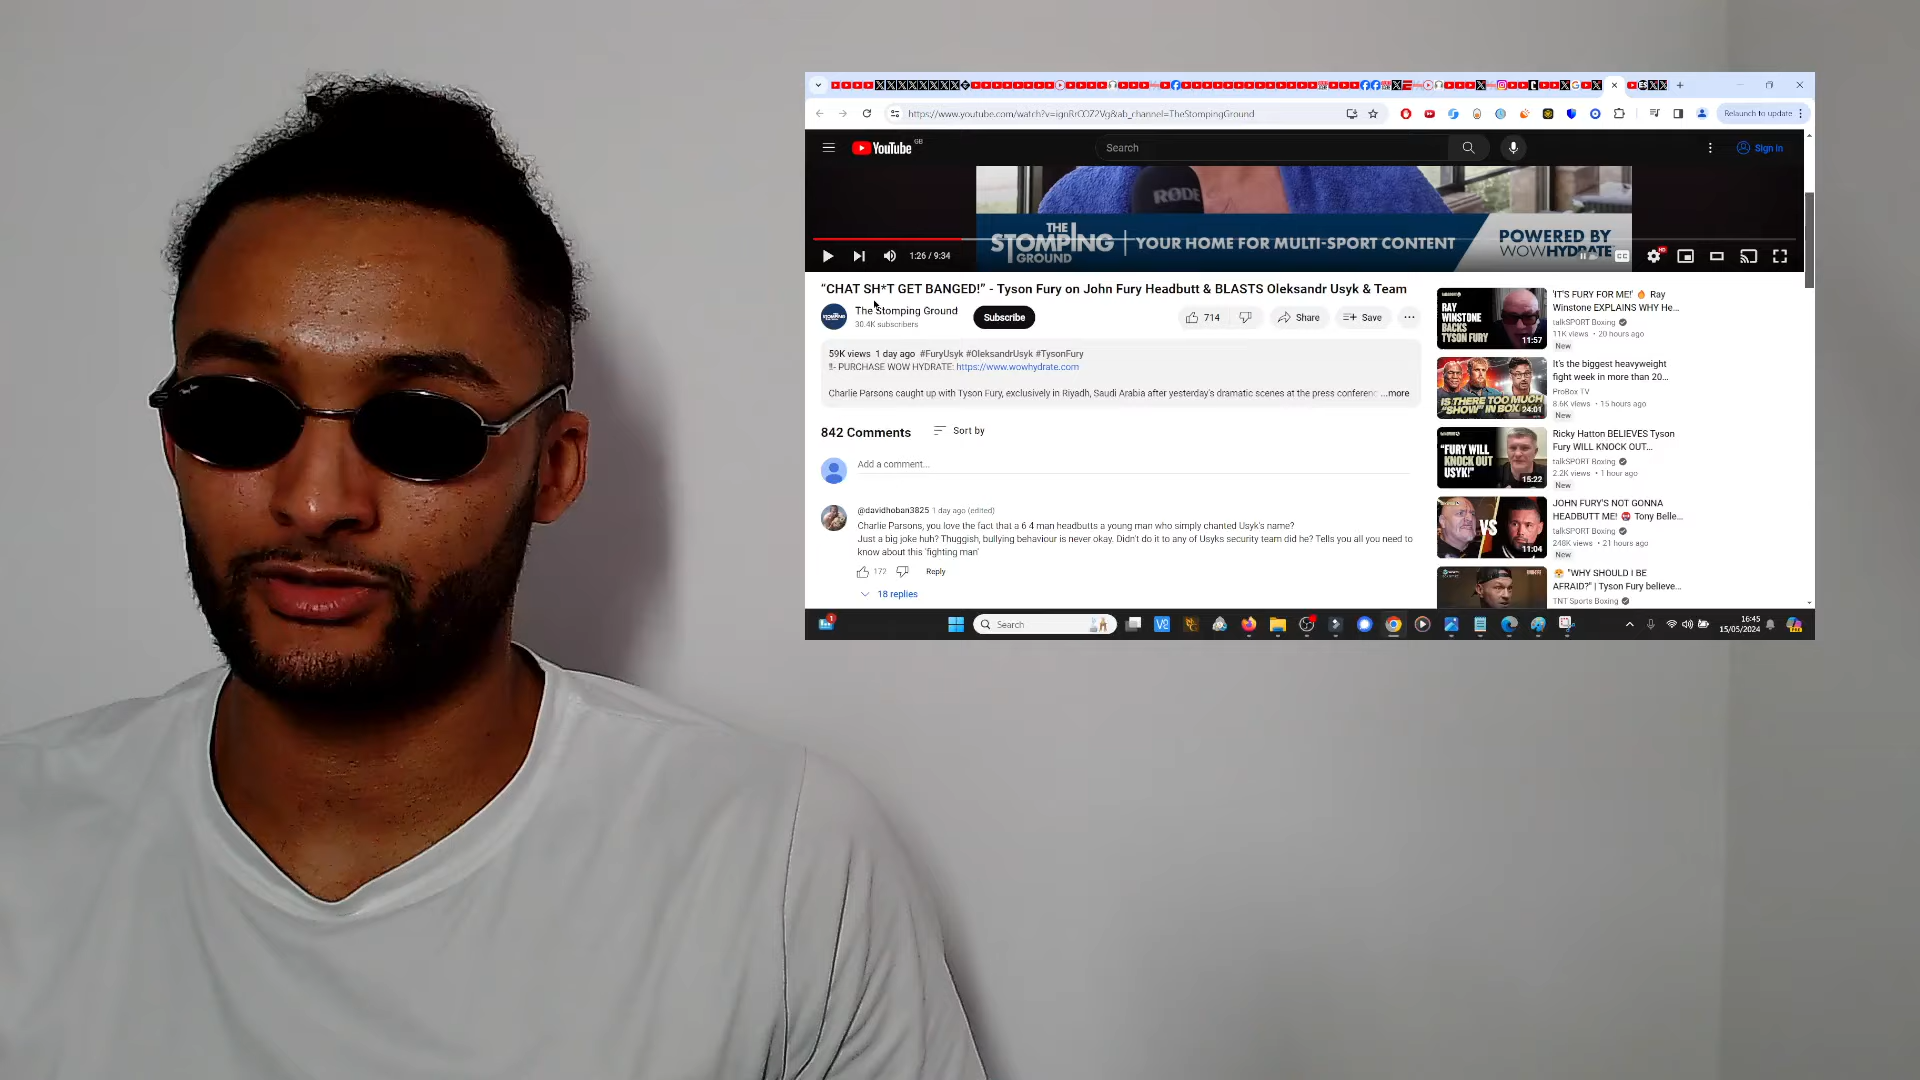 https://www.youtube.com/watch?v=ignRrCOZ2Vg&ab_channel=TheStompingGround
Relaunch to update
YouTube GB
Search
Sign in
RØDE
THE STOMPING GROUND
YOUR HOME FOR MULTI-SPORT CONTENT
POWERED BY
WOWHYDRATE
1:26 / 9:34
CC
HD
“CHAT SH*T GET BANGED!” - Tyson Fury on John Fury Headbutt & BLASTS Oleksandr Usyk & Team
The Stomping Ground
30.4K subscribers
Subscribe
714
Share
Save
59K views 1 day ago #FuryUsyk #OleksandrUsyk #TysonFury
‼️- PURCHASE WOW HYDRATE: https://www.wowhydrate.com
Charlie Parsons caught up with Tyson Fury, exclusively in Riyadh, Saudi Arabia after yesterday's dramatic scenes at the press conferenc ...more
842 Comments
Sort by
Add a comment...
@davidhoban3825 1 day ago (edited)
Charlie Parsons, you love the fact that a 6 4 man headbutts a young man who simply chanted Usyk's name?
Just a big joke huh? Thuggish, bullying behaviour is never okay. Didn't do it to any of Usyks security team did he? Tells you all you need to
know about this 'fighting man'
172
Reply
18 replies
RAY
WINSTONE
BACKS
TYSON FURY
11:57
'IT'S FURY FOR ME!' 🔥 Ray
Winstone EXPLAINS WHY He...
talkSPORT Boxing
11K views • 20 hours ago
New
IS THERE TOO MUCH
"SHOW" IN BOX
24:01
It's the biggest heavyweight
fight week in more than 20...
ProBox TV
8.6K views • 15 hours ago
New
"FURY WILL
KNOCK OUT
USYK!"
15:22
Ricky Hatton BELIEVES Tyson
Fury WILL KNOCK OUT...
talkSPORT Boxing
2.2K views • 1 hour ago
New
VS
11:04
JOHN FURY'S NOT GONNA
HEADBUTT ME! 😡 Tony Belle...
talkSPORT Boxing
248K views • 21 hours ago
New
😤 "WHY SHOULD I BE
AFRAID?" | Tyson Fury believe...
TNT Sports Boxing
Search
16:45
15/05/2024